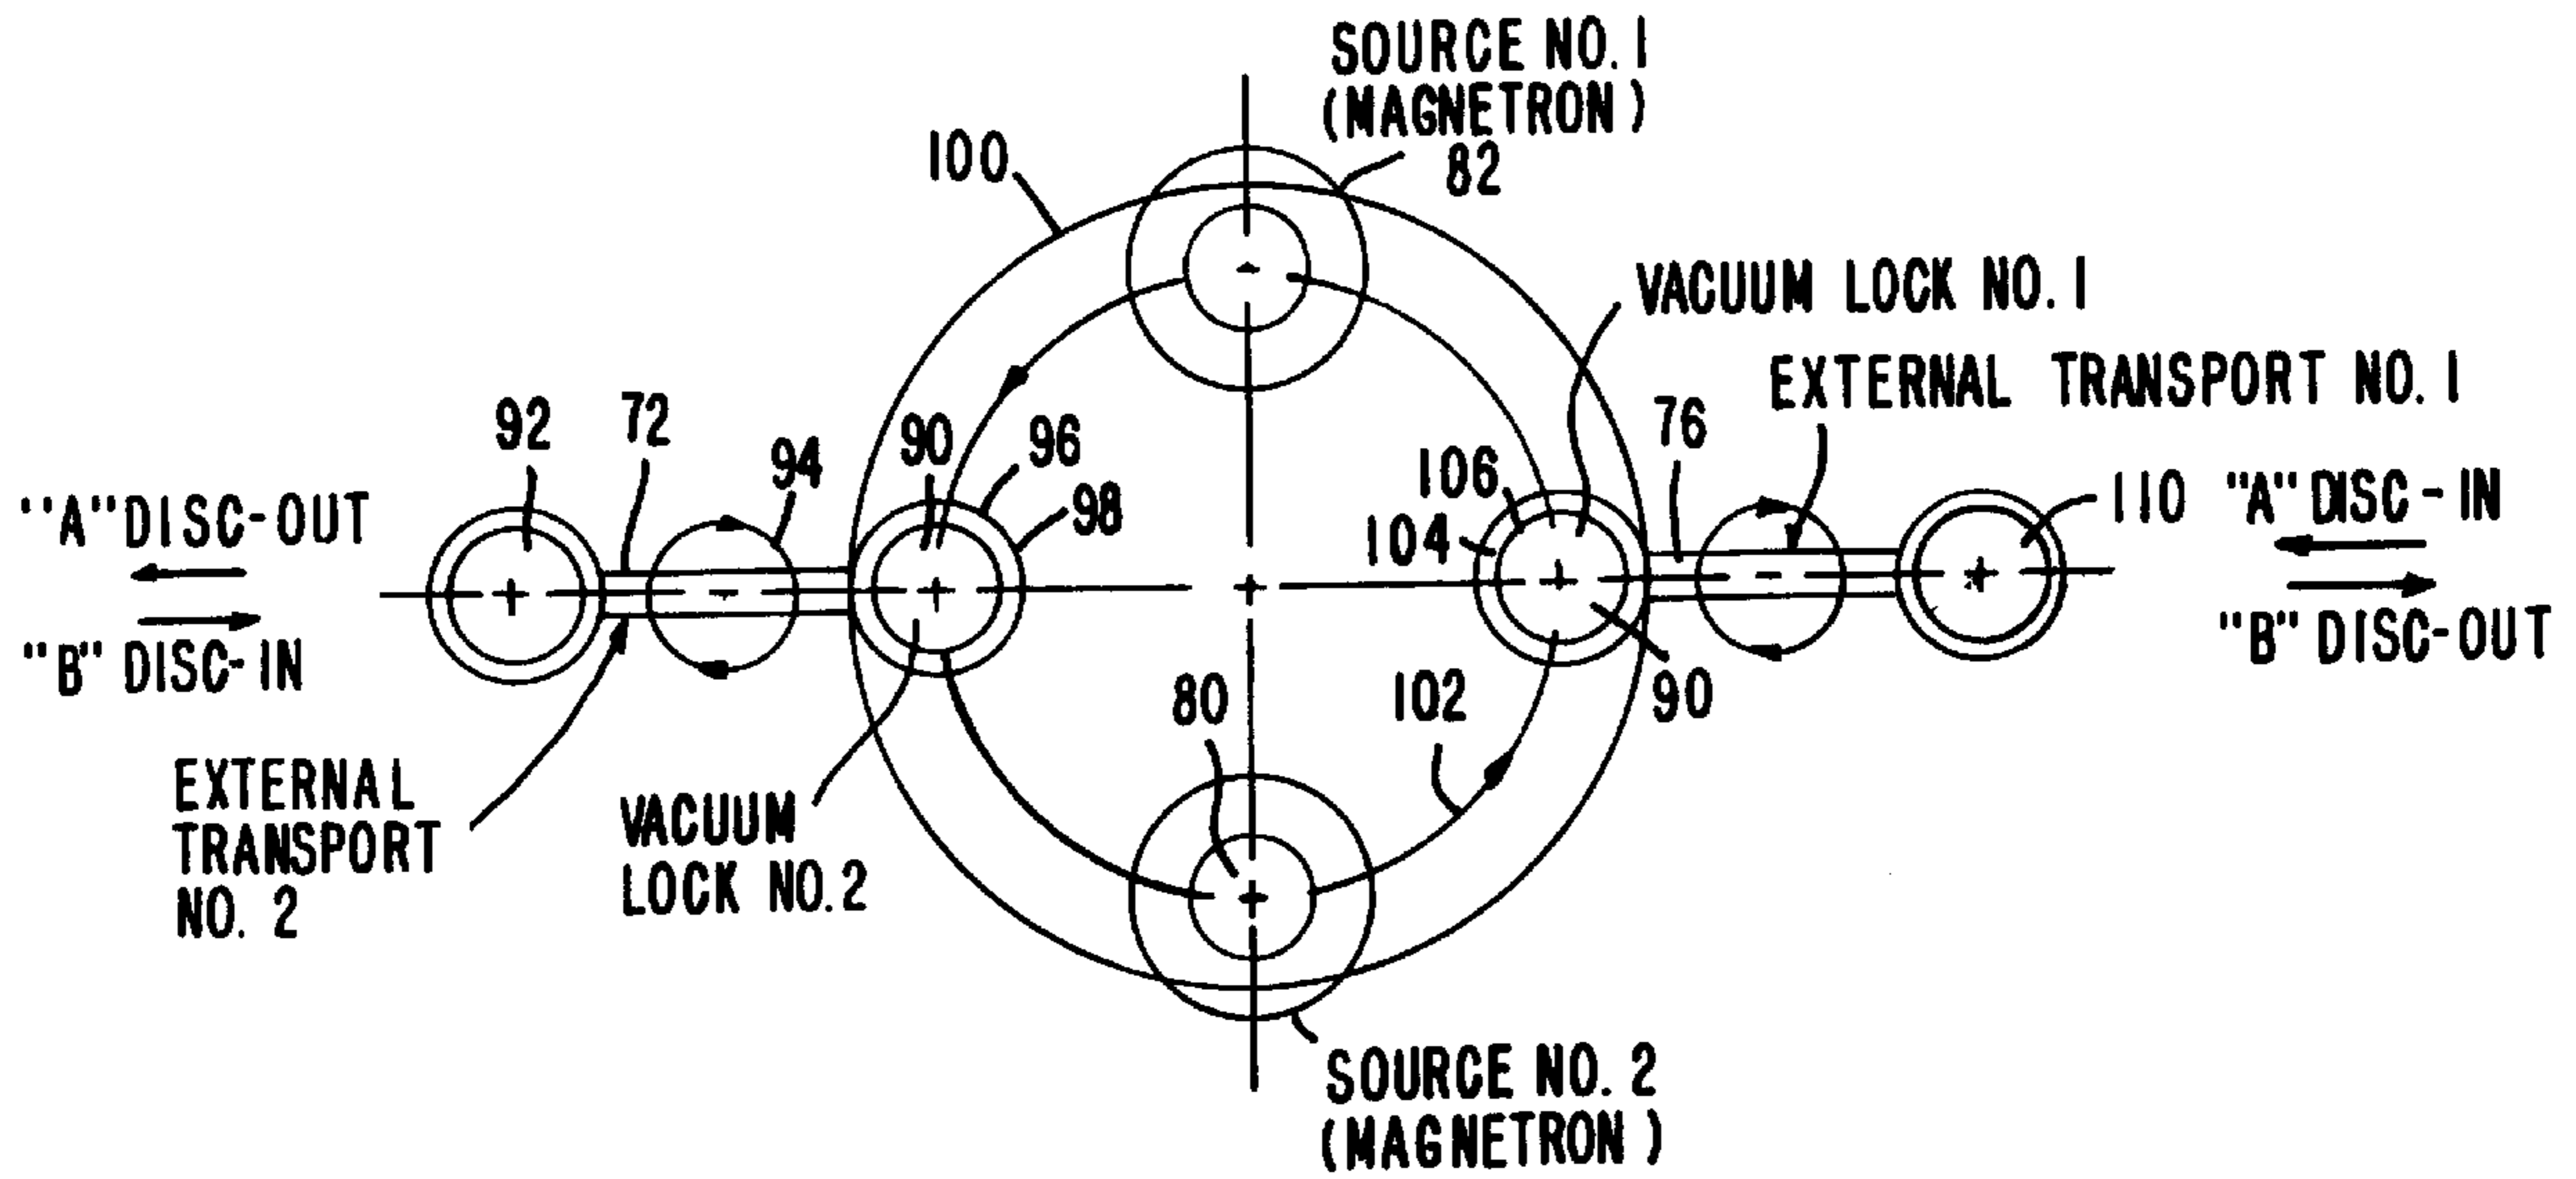 SOURCE NO. 1
(MAGNETRON)
82
100
VACUUM LOCK NO. 1
EXTERNAL TRANSPORT NO. 1
92
72
94
90
96
98
106
104
76
110
"A" DISC-OUT
"B" DISC-IN
"A" DISC-IN
"B" DISC-OUT
80
102
90
EXTERNAL
TRANSPORT
NO. 2
VACUUM
LOCK NO. 2
SOURCE NO. 2
(MAGNETRON)